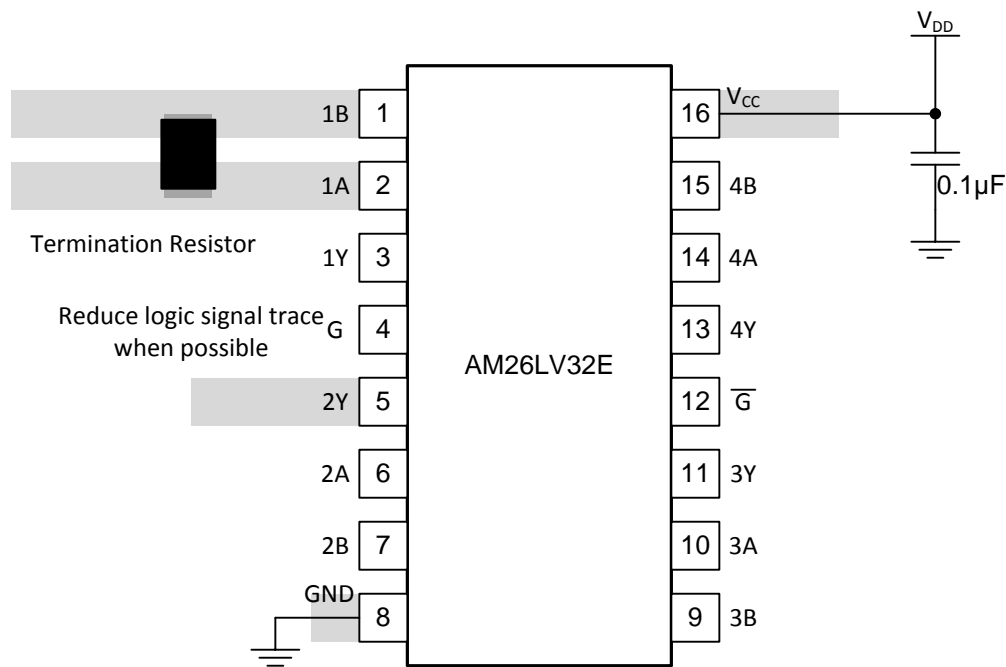 V_DD
1B 1
16 V_CC
0.1µF
1A 2
15 4B
Termination Resistor
1Y 3
14 4A
Reduce logic signal trace
when possible
G 4
13 4Y
AM26LV32E
2Y 5
12 G̅
2A 6
11 3Y
2B 7
10 3A
GND 8
9 3B